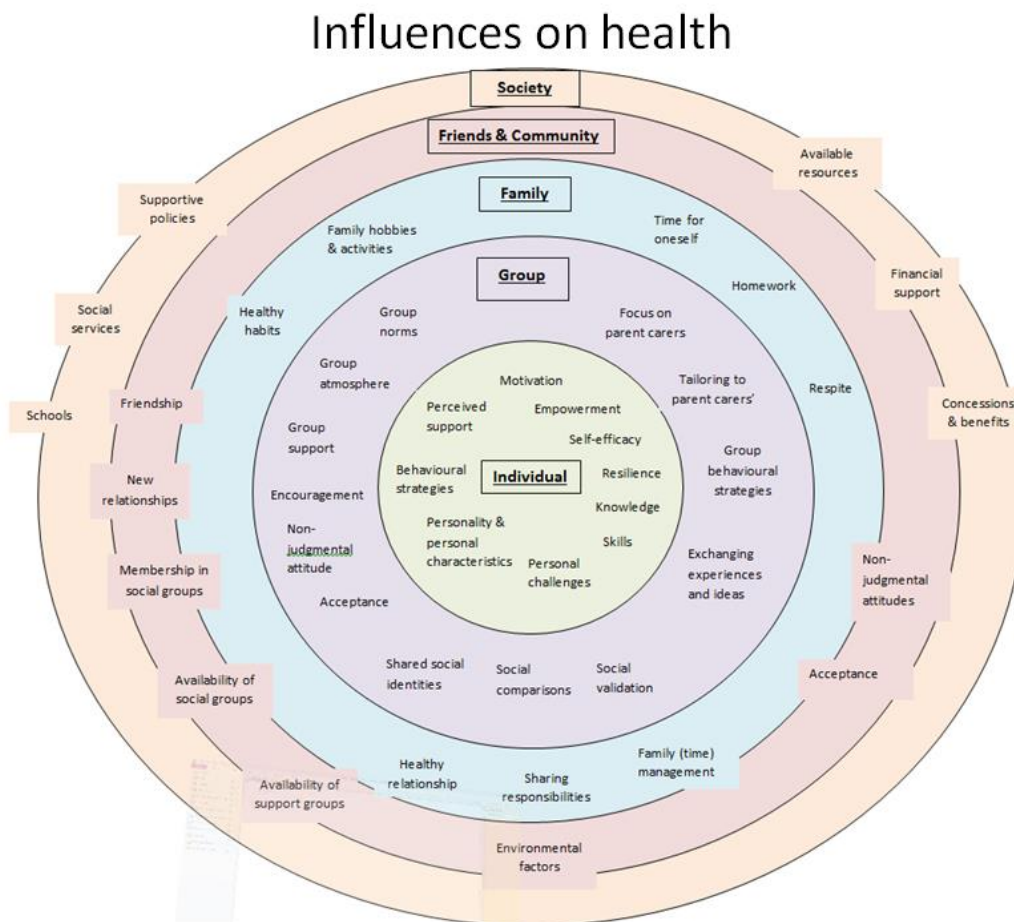 Influences on health
Society
Friends & Community
Family
Group
Individual
Supportive
policies
Social
services
Schools
Available
resources
Financial
support
Concessions
& benefits
Friendship
New
relationships
Membership in
social groups
Availability of
social groups
Availability of
support groups
Environmental
factors
Non-
judgmental
attitudes
Acceptance
Family hobbies
& activities
Healthy
habits
Time for
oneself
Homework
Respite
Healthy
relationship
Sharing
responsibilities
Family (time)
management
Group
norms
Group
atmosphere
Group
support
Encouragement
Non-
judgmental
attitude
Acceptance
Shared social
identities
Social
comparisons
Social
validation
Focus on
parent carers
Tailoring to
parent carers'
Group
behavioural
strategies
Exchanging
experiences
and ideas
Motivation
Perceived
support
Empowerment
Self-efficacy
Behavioural
strategies
Resilience
Knowledge
Personality &
personal
characteristics
Skills
Personal
challenges